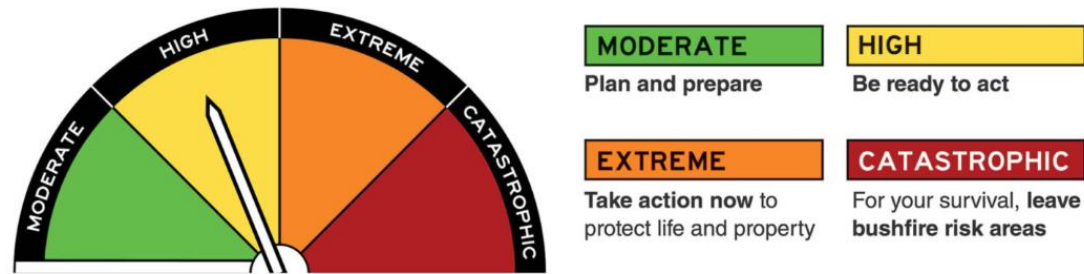 MODERATE
HIGH
EXTREME
CATASTROPHIC
MODERATE
Plan and prepare
HIGH
Be ready to act
EXTREME
Take action now to
protect life and property
CATASTROPHIC
For your survival, leave
bushfire risk areas